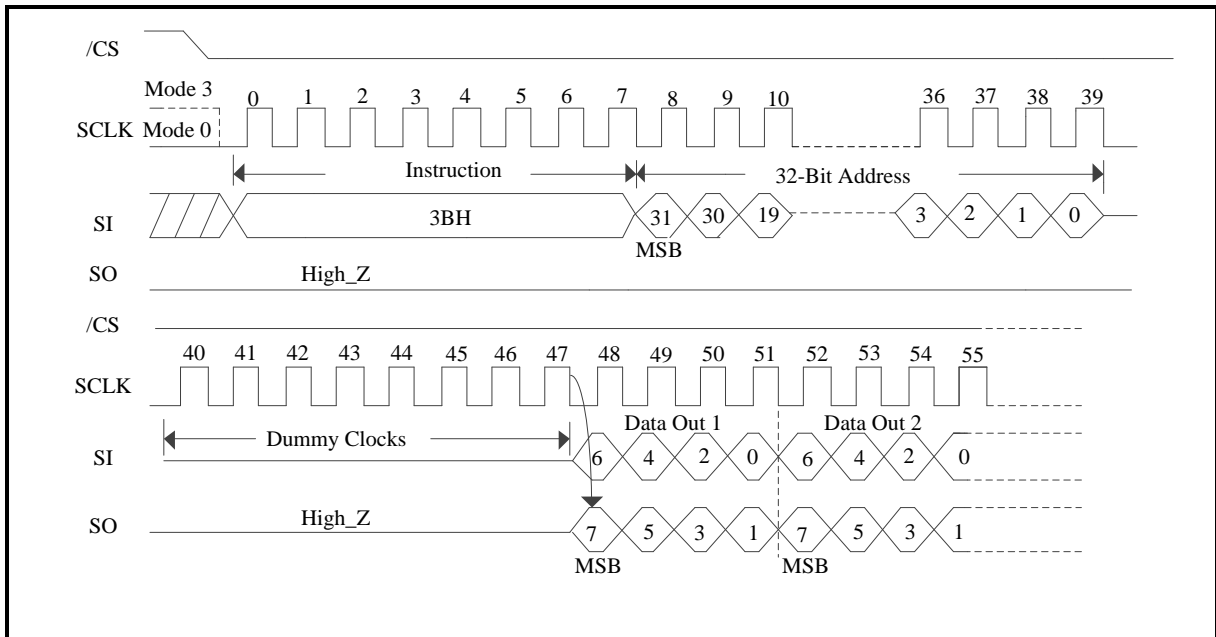 /CS
Mode 3
0 1 2 3 4 5 6 7 8 9 10 36 37 38 39
SCLK Mode 0
Instruction 32-Bit Address
SI 3BH 31 30 19 3 2 1 0
MSB
SO High_Z
/CS
40 41 42 43 44 45 46 47 48 49 50 51 52 53 54 55
SCLK
Dummy Clocks Data Out 1 Data Out 2
SI 6 4 2 0 6 4 2 0
SO High_Z 7 5 3 1 7 5 3 1
MSB MSB